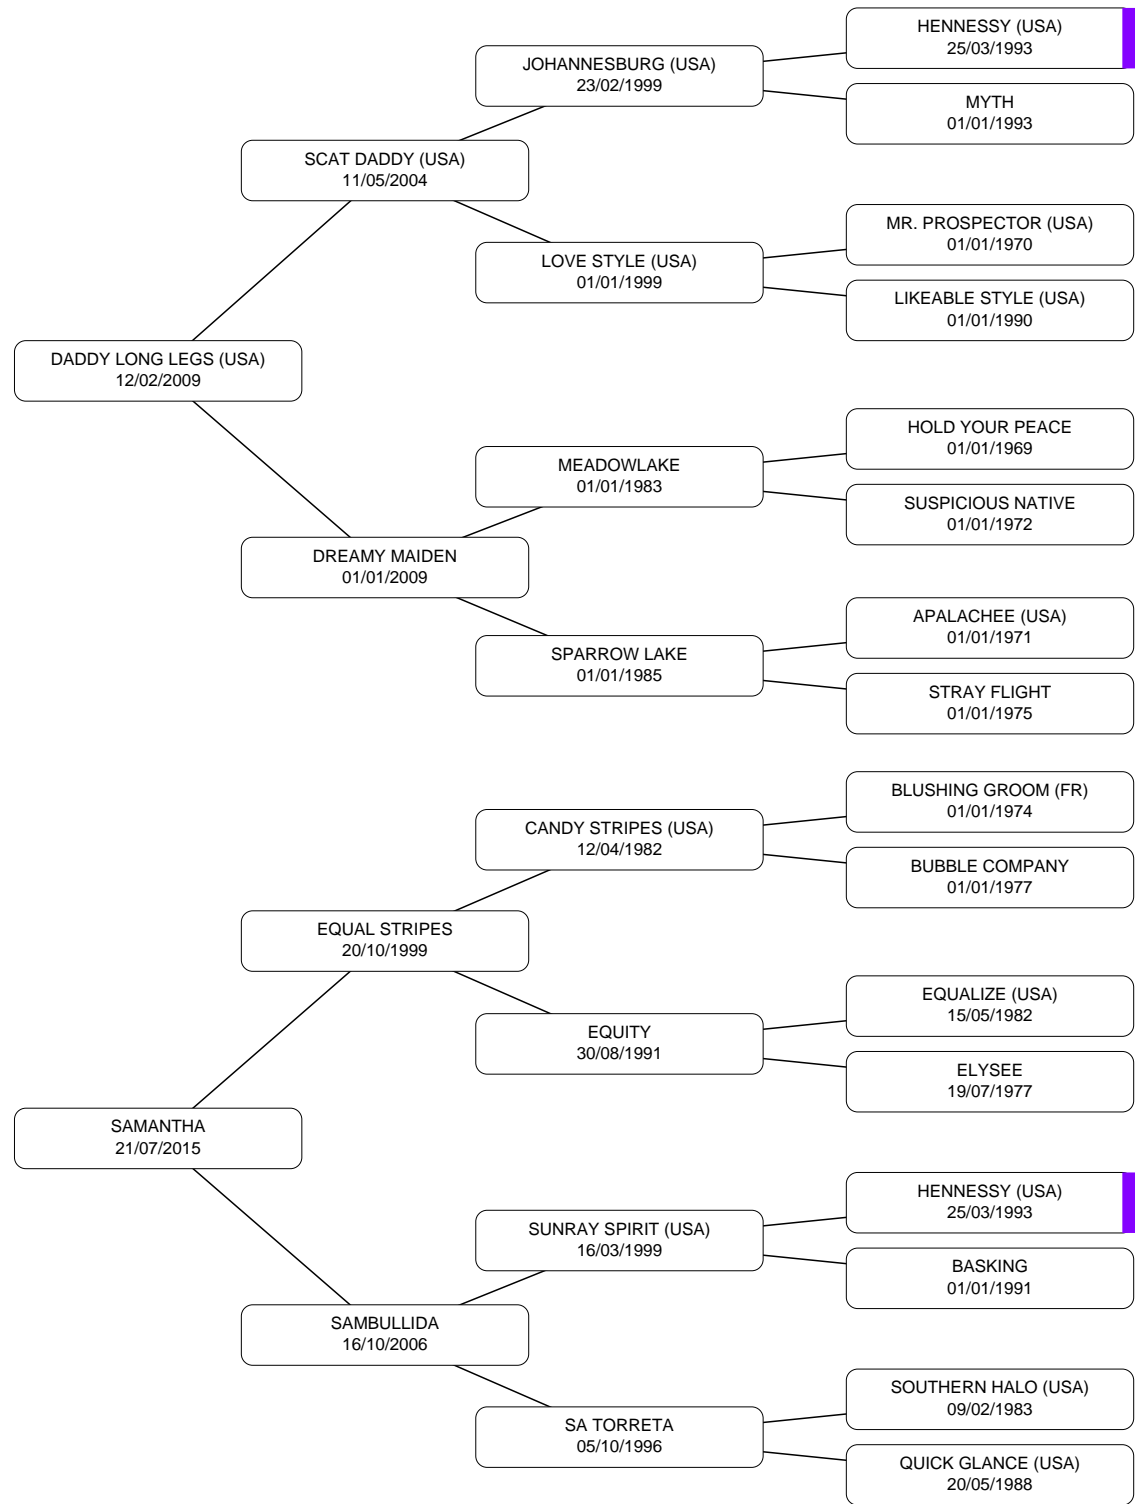 HENNESSY (USA)
25/03/1993
JOHANNESBURG (USA)
23/02/1999
MYTH
01/01/1993
SCAT DADDY (USA)
11/05/2004
MR. PROSPECTOR (USA)
01/01/1970
LOVE STYLE (USA)
01/01/1999
LIKEABLE STYLE (USA)
01/01/1990
DADDY LONG LEGS (USA)
12/02/2009
HOLD YOUR PEACE
01/01/1969
MEADOWLAKE
01/01/1983
SUSPICIOUS NATIVE
01/01/1972
DREAMY MAIDEN
01/01/2009
APALACHEE (USA)
01/01/1971
SPARROW LAKE
01/01/1985
STRAY FLIGHT
01/01/1975
BLUSHING GROOM (FR)
01/01/1974
CANDY STRIPES (USA)
12/04/1982
BUBBLE COMPANY
01/01/1977
EQUAL STRIPES
20/10/1999
EQUALIZE (USA)
15/05/1982
EQUITY
30/08/1991
ELYSEE
19/07/1977
SAMANTHA
21/07/2015
HENNESSY (USA)
25/03/1993
SUNRAY SPIRIT (USA)
16/03/1999
BASKING
01/01/1991
SAMBULLIDA
16/10/2006
SOUTHERN HALO (USA)
09/02/1983
SA TORRETA
05/10/1996
QUICK GLANCE (USA)
20/05/1988